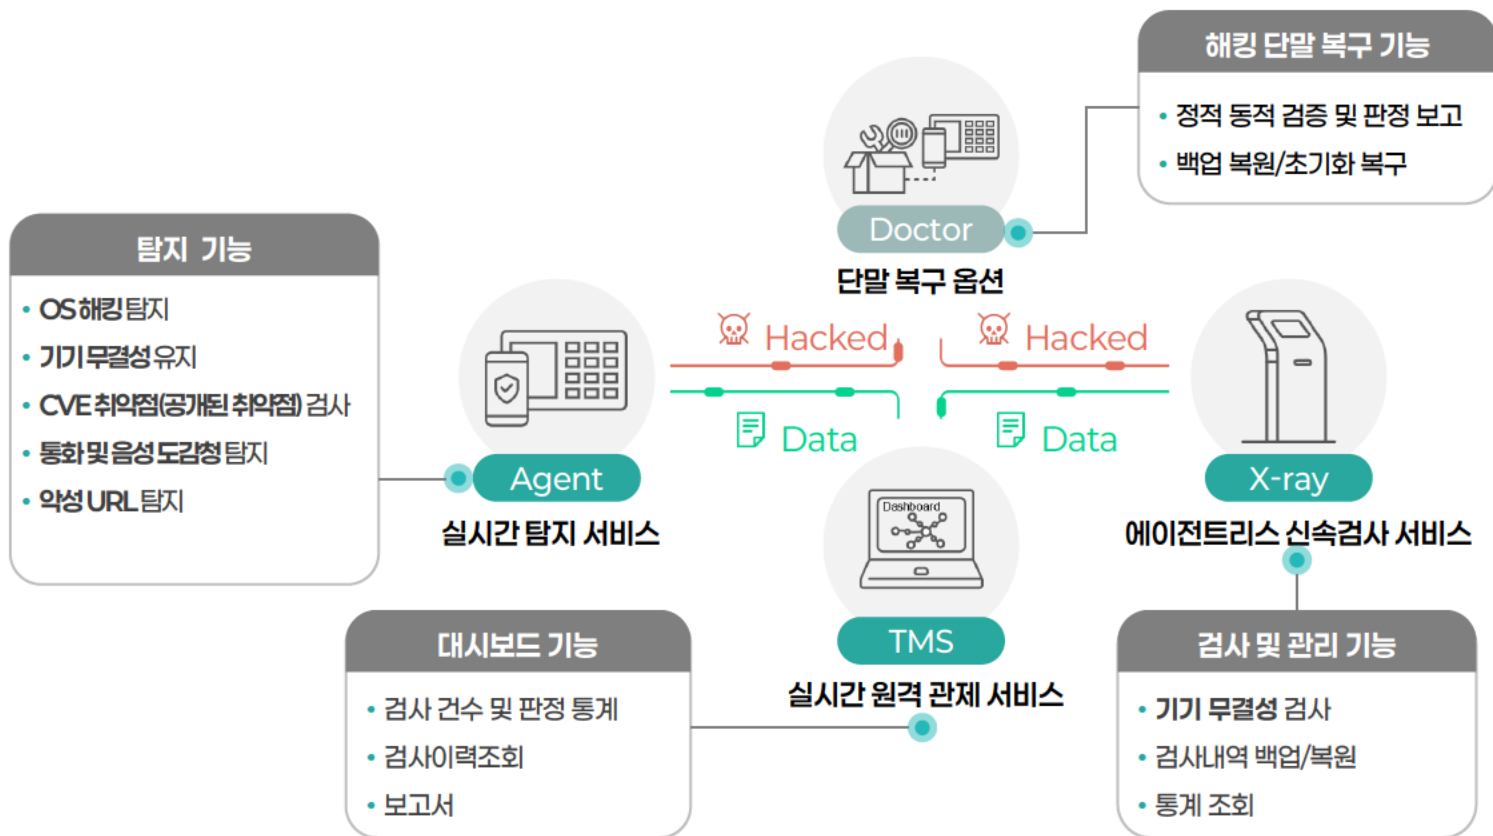 해킹 단말 복구 기능
• 정적 동적 검증 및 판정 보고
• 백업 복원/초기화 복구
Doctor
단말 복구 옵션
탐지 기능
• OS 해킹 탐지
• 기기 무결성 유지
• CVE 취약점(공개된 취약점) 검사
• 통화 및 음성 도감청 탐지
• 악성 URL 탐지
Hacked
Hacked
Data
Data
Agent
실시간 탐지 서비스
X-ray
에이전트리스 신속검사 서비스
Dashboard
TMS
실시간 원격 관제 서비스
대시보드 기능
• 검사 건수 및 판정 통계
• 검사이력조회
• 보고서
검사 및 관리 기능
• 기기 무결성 검사
• 검사내역 백업/복원
• 통계 조회